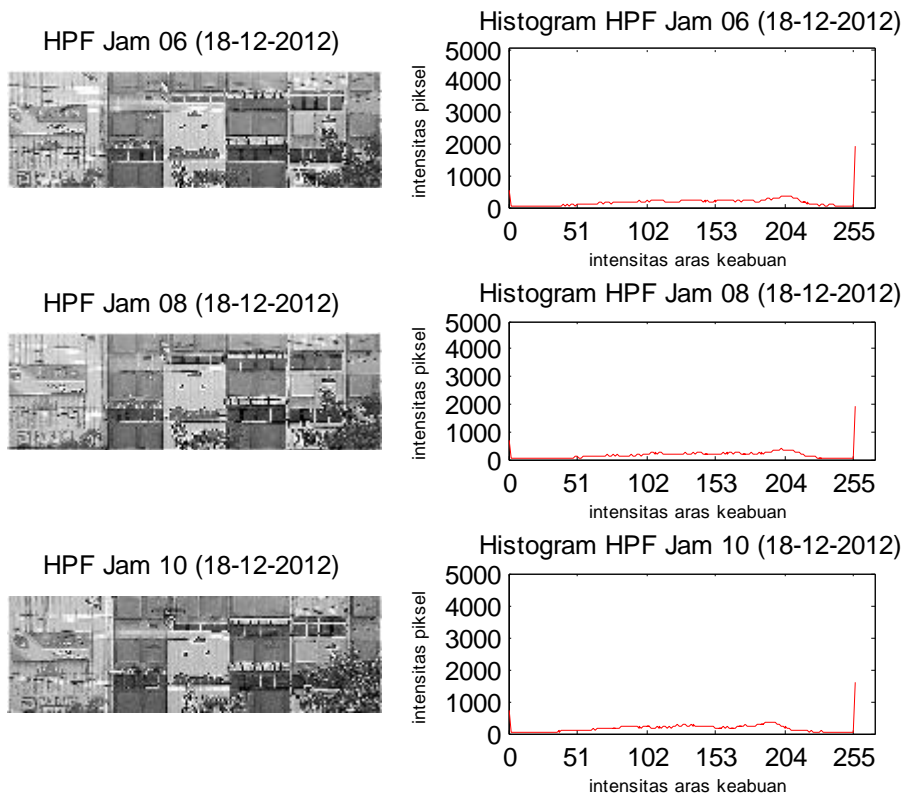 HPF Jam 06 (18-12-2012)
Histogram HPF Jam 06 (18-12-2012)
intensitas piksel
5000
4000
3000
2000
1000
0
0 51 102 153 204 255
intensitas aras keabuan
HPF Jam 08 (18-12-2012)
Histogram HPF Jam 08 (18-12-2012)
intensitas piksel
5000
4000
3000
2000
1000
0
0 51 102 153 204 255
intensitas aras keabuan
HPF Jam 10 (18-12-2012)
Histogram HPF Jam 10 (18-12-2012)
intensitas piksel
5000
4000
3000
2000
1000
0
0 51 102 153 204 255
intensitas aras keabuan